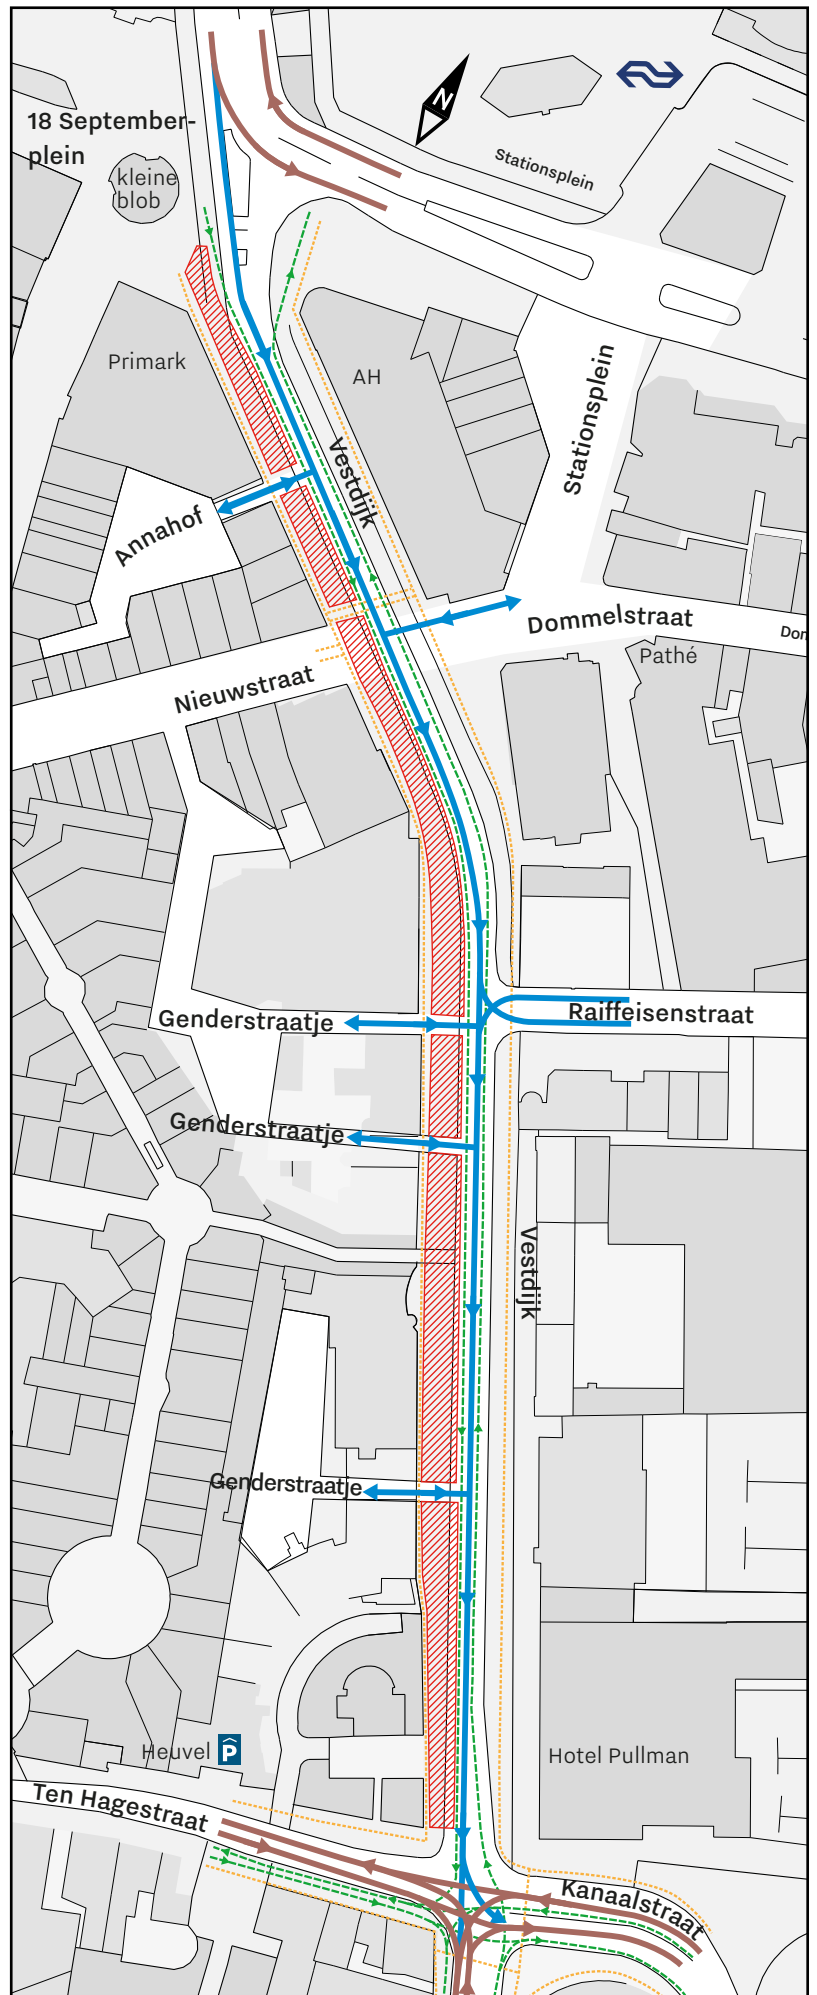 18 September-
plein
kleine
blob
N
Stationsplein
Primark
AH
Vestdijk
Stationsplein
Annahof
Dommelstraat
Dom
Pathé
Nieuwstraat
Genderstraatje
Raiffeisenstraat
Genderstraatje
Vestdijk
Genderstraatje
Heuvel P
Hotel Pullman
Ten Hagestraat
Kanaalstraat